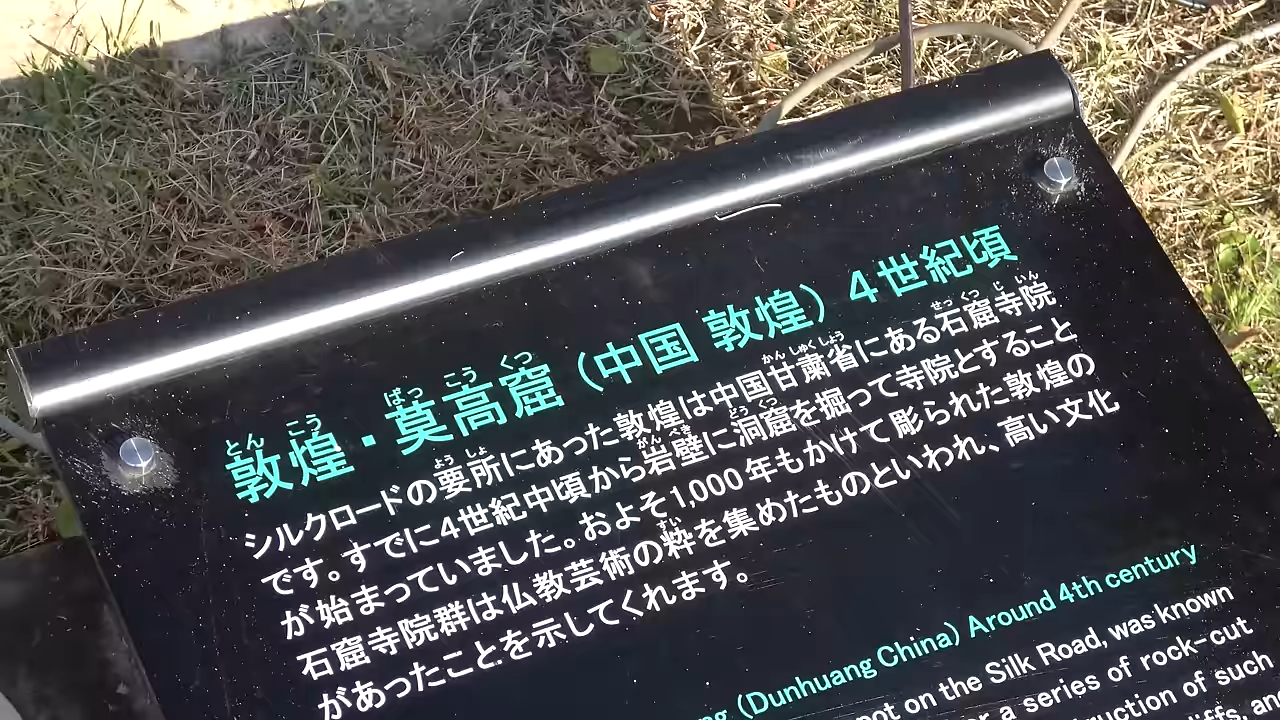 敦煌・莫高窟（中国 敦煌）4世紀頃
シルクロードの要所にあった敦煌は中国甘粛省にある石窟寺院
です。すでに4世紀中頃から岩壁に洞窟を掘って寺院とすること
が始まっていました。およそ1,000年もかけて彫られた敦煌の
石窟寺院群は仏教芸術の粋を集めたものといわれ、高い文化
があったことを示してくれます。
(Dunhuang China) Around 4th century
on the Silk Road, was known
a series of rock-cut
of such